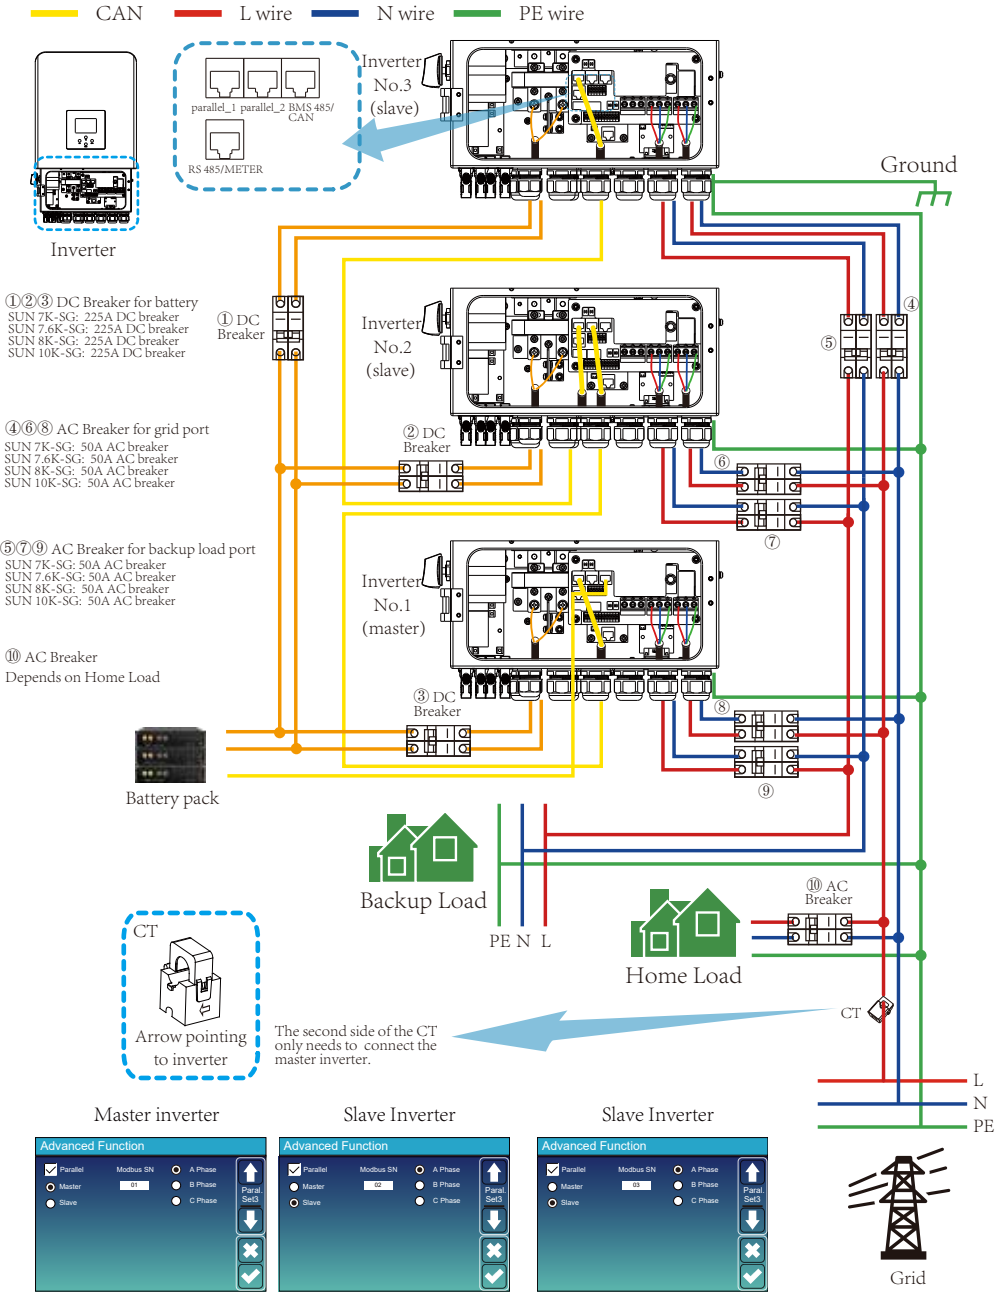 CAN
L wire
N wire
PE wire
parallel_1 parallel_2 BMS 485/
CAN
RS 485/METER
Inverter
Inverter
No.3
(slave)
Ground
①②③ DC Breaker for battery
SUN 7K-SG: 225A DC breaker
SUN 7.6K-SG: 225A DC breaker
SUN 8K-SG: 225A DC breaker
SUN 10K-SG: 225A DC breaker
① DC
Breaker
Inverter
No.2
(slave)
④
⑤
④⑥⑧ AC Breaker for grid port
SUN 7K-SG: 50A AC breaker
SUN 7.6K-SG: 50A AC breaker
SUN 8K-SG: 50A AC breaker
SUN 10K-SG: 50A AC breaker
② DC
Breaker
⑥
⑦
⑤⑦⑨ AC Breaker for backup load port
SUN 7K-SG: 50A AC breaker
SUN 7.6K-SG: 50A AC breaker
SUN 8K-SG: 50A AC breaker
SUN 10K-SG: 50A AC breaker
Inverter
No.1
(master)
⑩ AC Breaker
Depends on Home Load
③ DC
Breaker
⑧
⑨
Battery pack
Backup Load
PE N L
⑩ AC
Breaker
Home Load
CT
Arrow pointing
to inverter
The second side of the CT
only needs to connect the
master inverter.
CT
L
N
PE
Grid
Master inverter
Advanced Function
Parallel
Modbus SN
A Phase
Master
01
B Phase
Slave
C Phase
Paral.
Set3
Slave Inverter
Advanced Function
Parallel
Modbus SN
A Phase
Master
02
B Phase
Slave
C Phase
Paral.
Set3
Slave Inverter
Advanced Function
Parallel
Modbus SN
A Phase
Master
03
B Phase
Slave
C Phase
Paral.
Set3